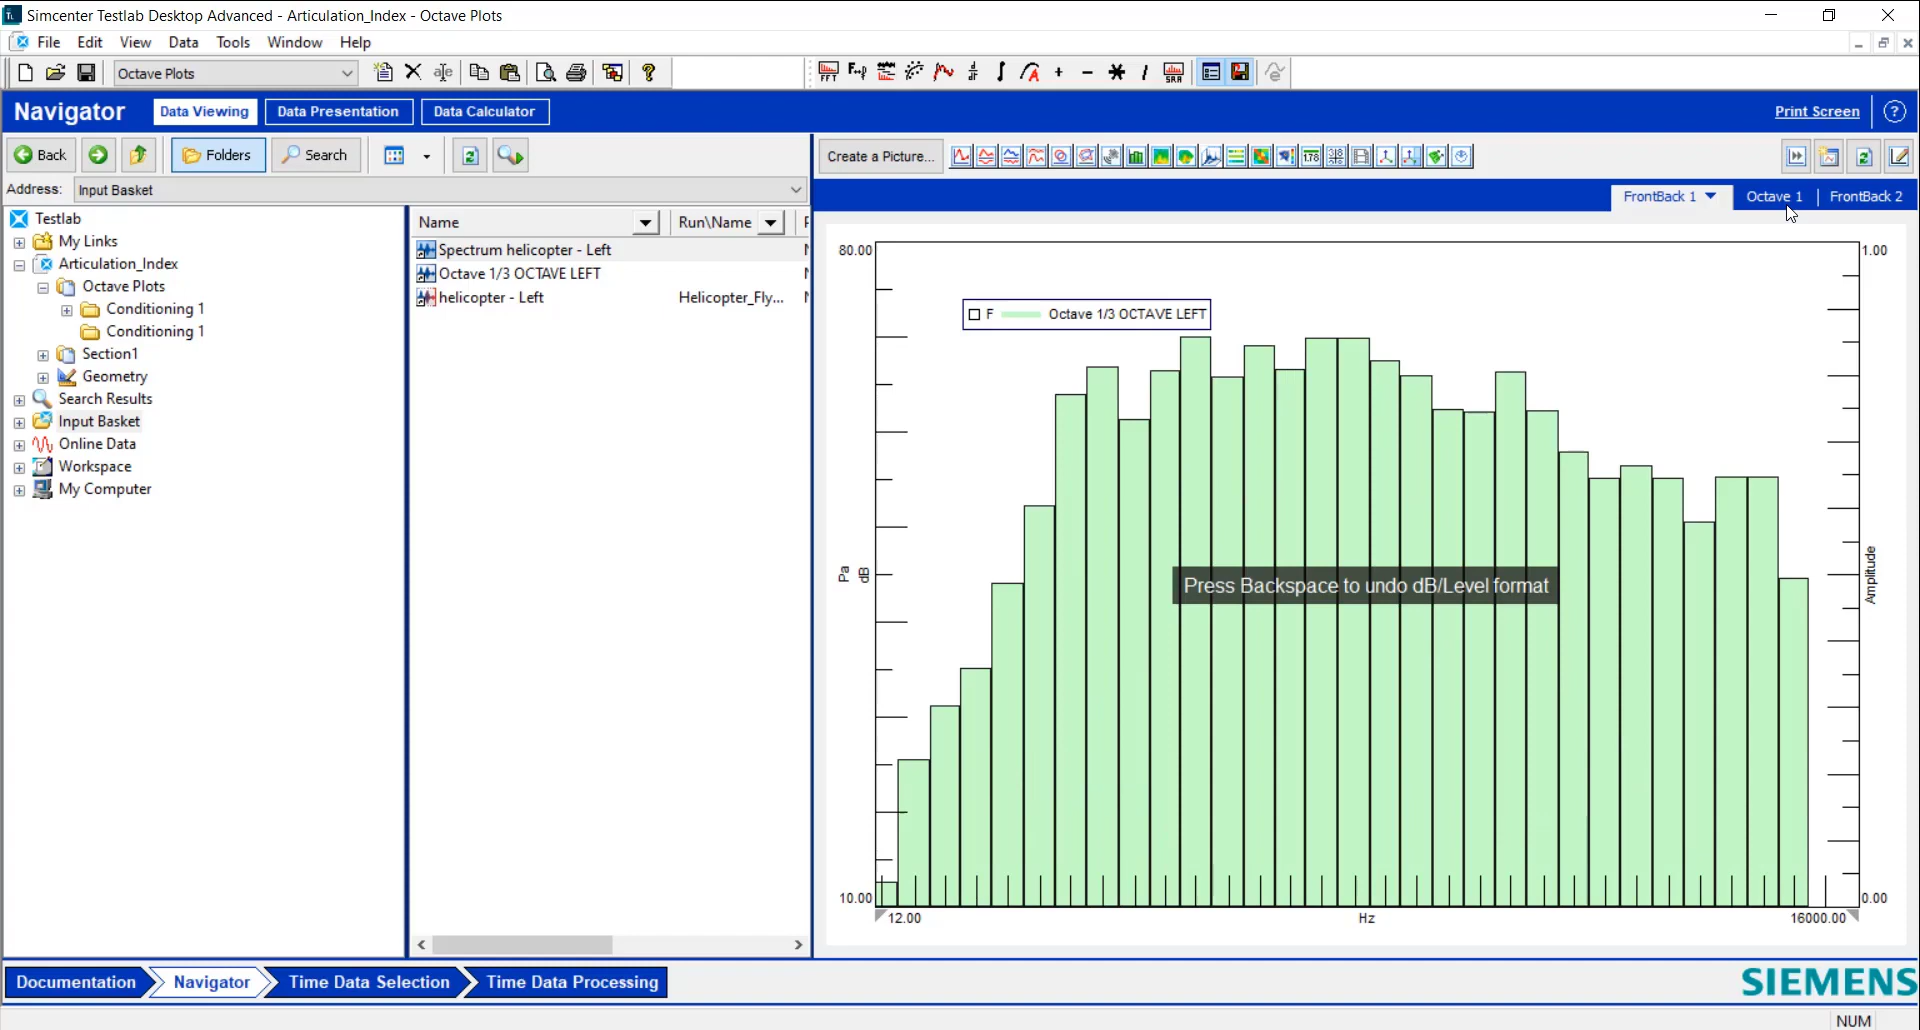 Simcenter Testlab Desktop Advanced - Articulation_Index - Octave Plots
File Edit View Data Tools Window Help
Octave Plots
Navigator Data Viewing Data Presentation Data Calculator Print Screen
Back Folders Search Create a Picture...
Address: Input Basket
FrontBack 1 Octave 1 FrontBack 2
Testlab
My Links
Articulation_Index
Octave Plots
Conditioning 1
Conditioning 1
Section1
Geometry
Search Results
Input Basket
Online Data
Workspace
My Computer
Name Run\Name
Spectrum helicopter - Left
Octave 1/3 OCTAVE LEFT
helicopter - Left Helicopter_Fly...
80.00 1.00
F Octave 1/3 OCTAVE LEFT
Pa
dB
Press Backspace to undo dB/Level format
Amplitude
10.00 0.00
12.00 Hz 16000.00
Documentation Navigator Time Data Selection Time Data Processing
SIEMENS
NUM